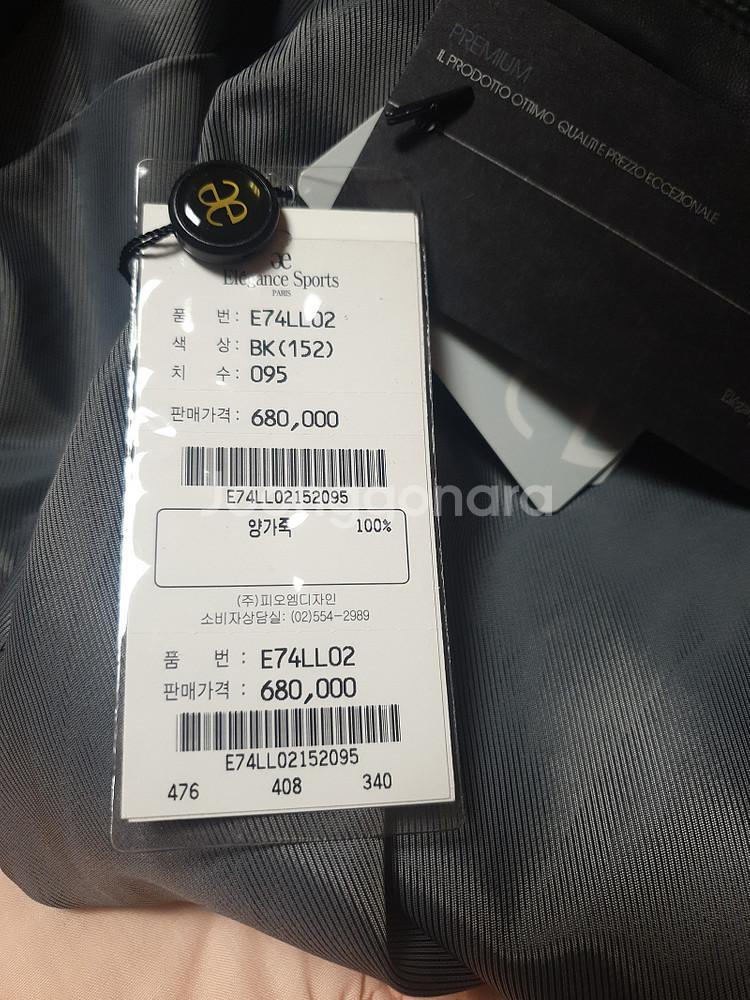 PREMIUM
IL PRODOTTO OTTIMO QUALITI E PREZZO ECCEZIONALE
æ
Elégance Sports
PARIS
품 번: E74LL02
색 상: BK(152)
치 수: 095
판매가격: 680,000
E74LL02152095
Joonggonara
양가죽 100%
(주)피오엠디자인
소비자상담실: (02)554-2989
품 번 : E74LL02
판매가격 : 680,000
E74LL02152095
476 408 340